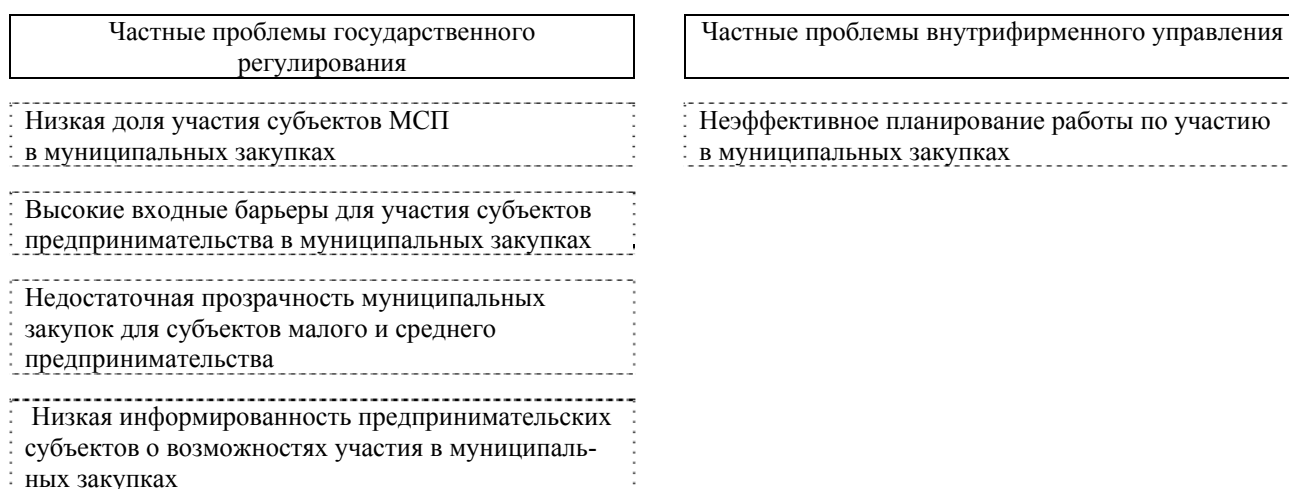 Частные проблемы государственного
регулирования
Частные проблемы внутрифирменного управления
Низкая доля участия субъектов МСП
в муниципальных закупках
Неэффективное планирование работы по участию
в муниципальных закупках
Высокие входные барьеры для участия субъектов
предпринимательства в муниципальных закупках
Недостаточная прозрачность муниципальных
закупок для субъектов малого и среднего
предпринимательства
Низкая информированность предпринимательских
субъектов о возможностях участия в муниципаль-
ных закупках